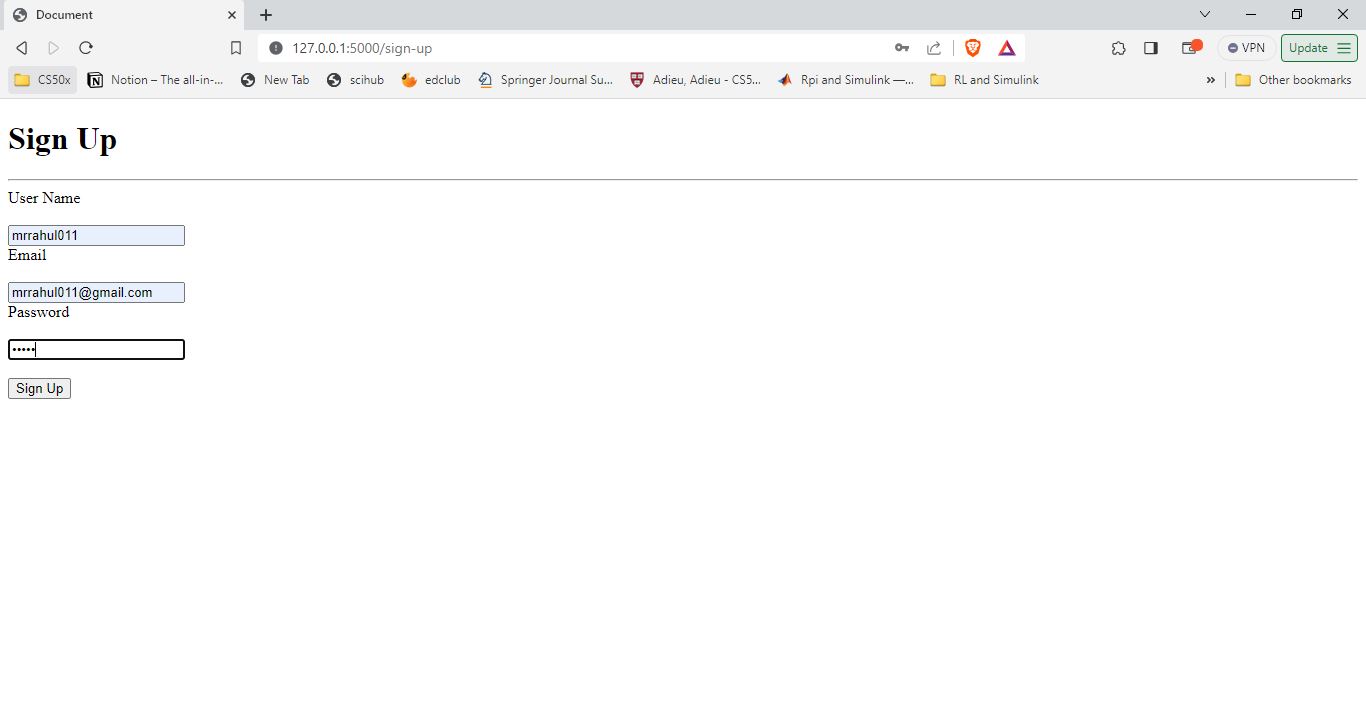 Document
127.0.0.1:5000/sign-up
VPN
Update
CS50x Notion – The all-in-... New Tab scihub edclub Springer Journal Su... Adieu, Adieu - CS5... Rpi and Simulink —... RL and Simulink » Other bookmarks
Sign Up
User Name
mrrahul011
Email
mrrahul011@gmail.com
Password
•••••
Sign Up